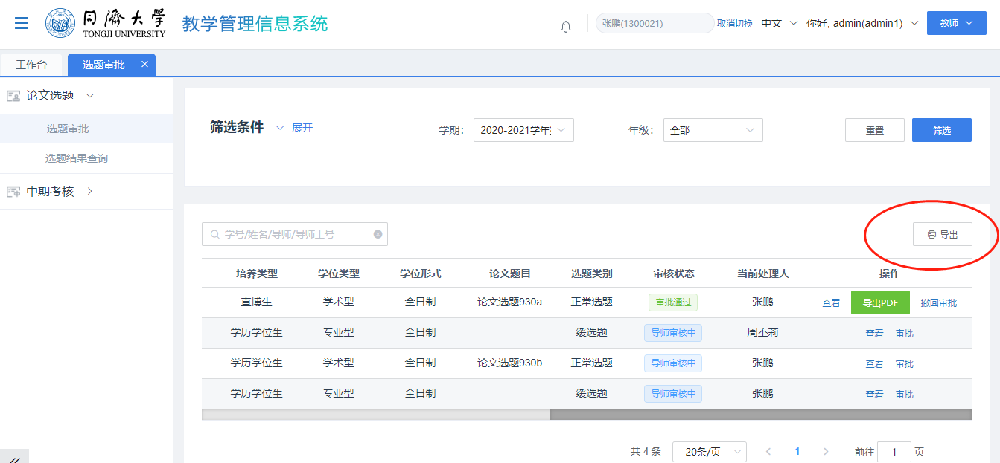 同濟大學
TONGJI UNIVERSITY
教学管理信息系统
张鹏(1300021) 取消切换 中文 你好, admin(admin1) 教师
工作台 选题审批
论文选题
选题审批
选题结果查询
中期考核
筛选条件 展开 学期: 2020-2021学年 年级: 全部 重置 筛选
学号/姓名/导师/导师工号 导出
培养类型 学位类型 学位形式 论文题目 选题类别 审核状态 当前处理人 操作
直博生 学术型 全日制 论文选题930a 正常选题 审批通过 张鹏 查看 导出PDF 撤回审批
学历学位生 专业型 全日制 缓选题 导师审核中 周丕莉 查看 审批
学历学位生 学术型 全日制 论文选题930b 正常选题 导师审核中 张鹏 查看 审批
学历学位生 专业型 全日制 缓选题 导师审核中 张鹏 查看 审批
共 4 条 20条/页 1 前往 1 页